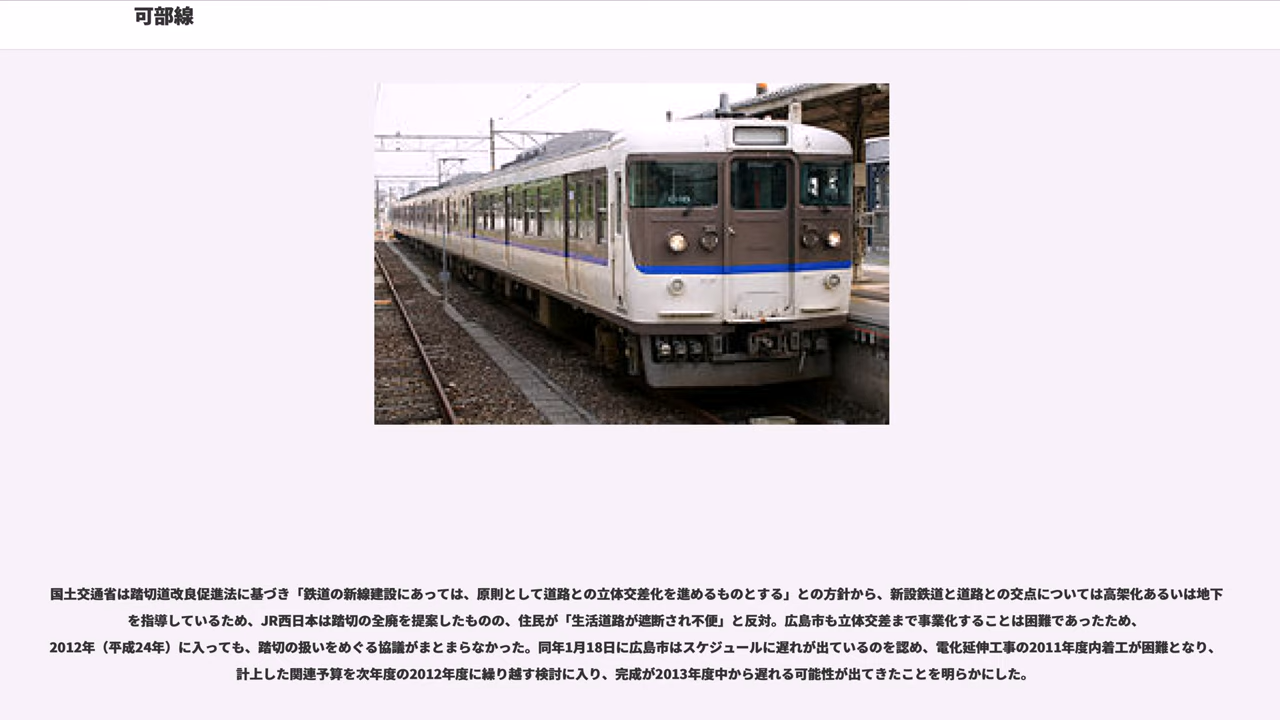 可部線
国土交通省は踏切道改良促進法に基づき「鉄道の新線建設にあっては、原則として道路との立体交差化を進めるものとする」との方針から、新設鉄道と道路との交点については高架化あるいは地下
を指導しているため、JR西日本は踏切の全廃を提案したものの、住民が「生活道路が遮断され不便」と反対。広島市も立体交差まで事業化することは困難であったため、
2012年（平成24年）に入っても、踏切の扱いをめぐる協議がまとまらなかった。同年1月18日に広島市はスケジュールに遅れが出ているのを認め、電化延伸工事の2011年度内着工が困難となり、
計上した関連予算を次年度の2012年度に繰り越す検討に入り、完成が2013年度中から遅れる可能性が出てきたことを明らかにした。